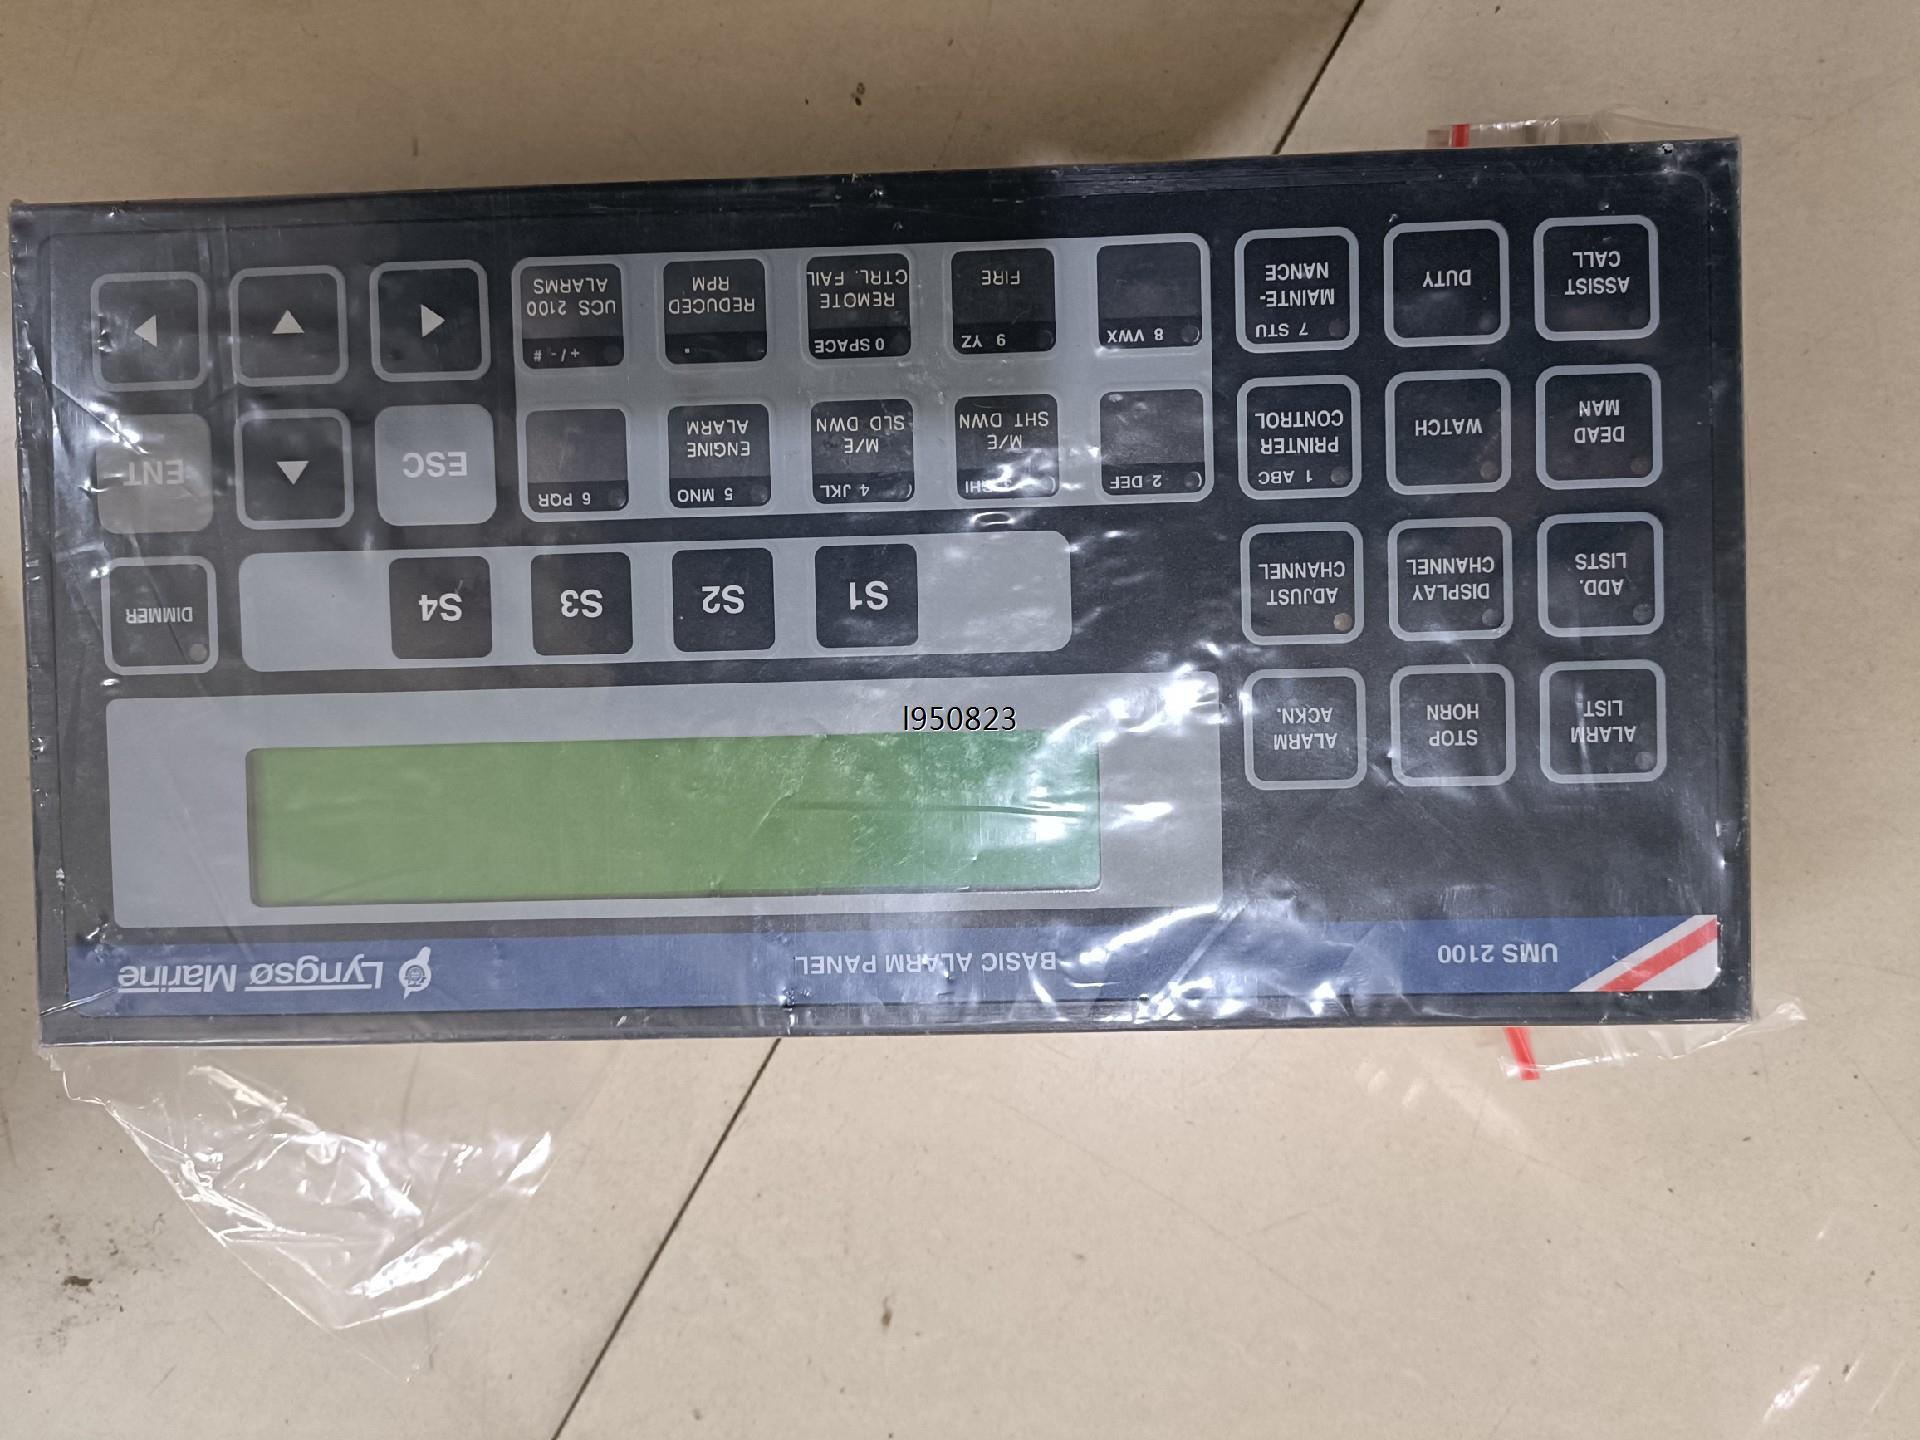 UMS 2100
BASIC ALARM PANEL
Lyngsø Marine
ALARM
LIST
STOP
HORN
ALARM
ACKN.
l950823
ADD.
LISTS
DISPLAY
CHANNEL
ADJUST
CHANNEL
S1
S2
S3
S4
DIMMER
DEAD
MAN
WATCH
1 ABC
PRINTER
CONTROL
2 DEF
M/E
SHT DWN
4 JKL
M/E
SLD DWN
5 MNO
ENGINE
ALARM
6 PQR
ESC
ENT
ASSIST
CALL
DUTY
7 STU
MAINTE-
NANCE
8 VWX
9 YZ
FIRE
0 SPACE
REMOTE
CTRL. FAIL
.
REDUCED
RPM
+/- #
UCS 2100
ALARMS